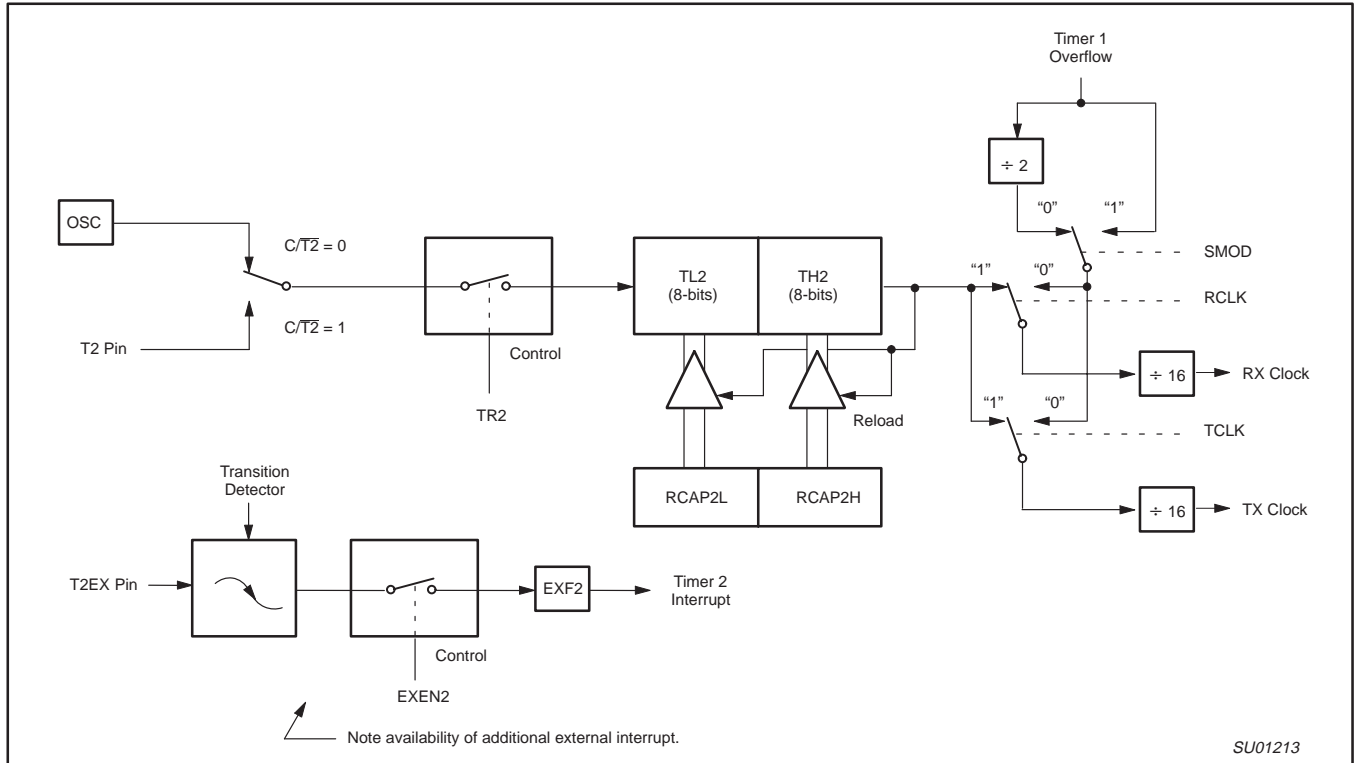 Timer 1
Overflow
÷ 2
“0”
“1”
OSC
C/T2 = 0
SMOD
TL2
(8-bits)
TH2
(8-bits)
“1”
“0”
RCLK
C/T2 = 1
T2 Pin
Control
÷ 16
RX Clock
TR2
Reload
“1”
“0”
TCLK
Transition
Detector
RCAP2L
RCAP2H
÷ 16
TX Clock
T2EX Pin
EXF2
Timer 2
Interrupt
Control
EXEN2
Note availability of additional external interrupt.
SU01213